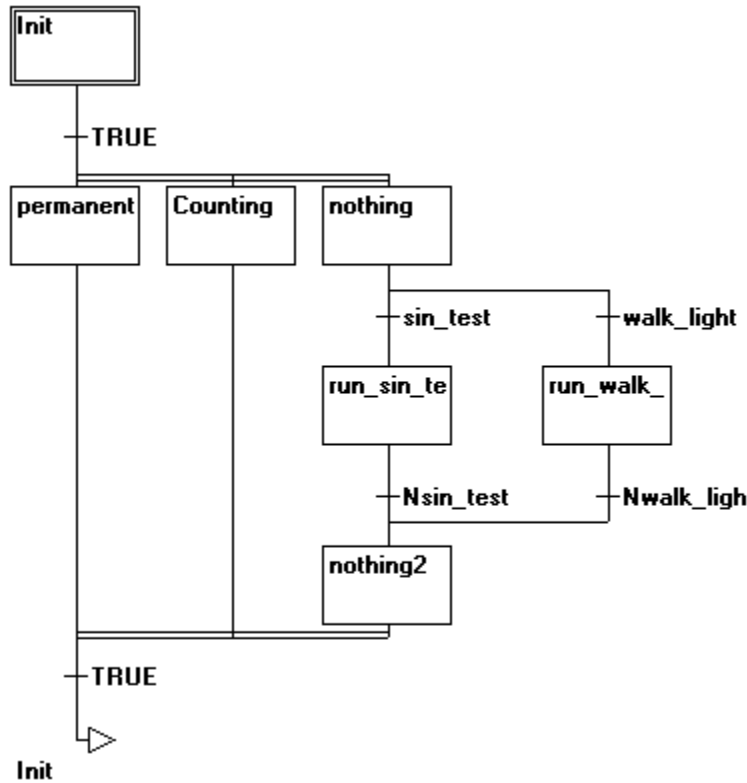 Init
TRUE
permanent
Counting
nothing
sin_test
walk_light
run_sin_te
run_walk_
Nsin_test
Nwalk_ligh
nothing2
TRUE
Init